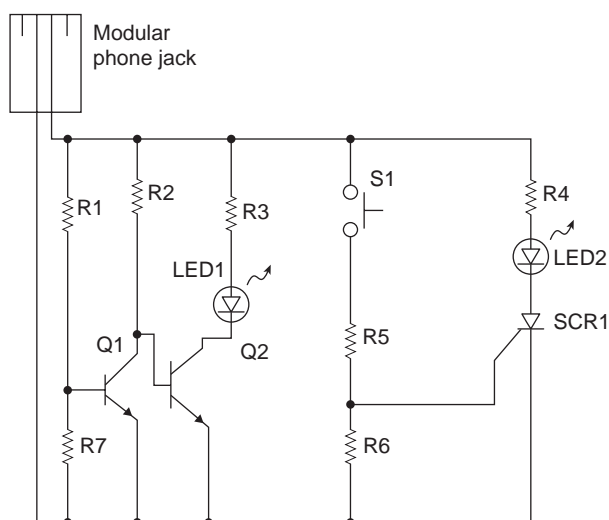 Modular
phone jack
R1
R2
R3
S1
R4
LED1
LED2
SCR1
Q1
Q2
R5
R7
R6